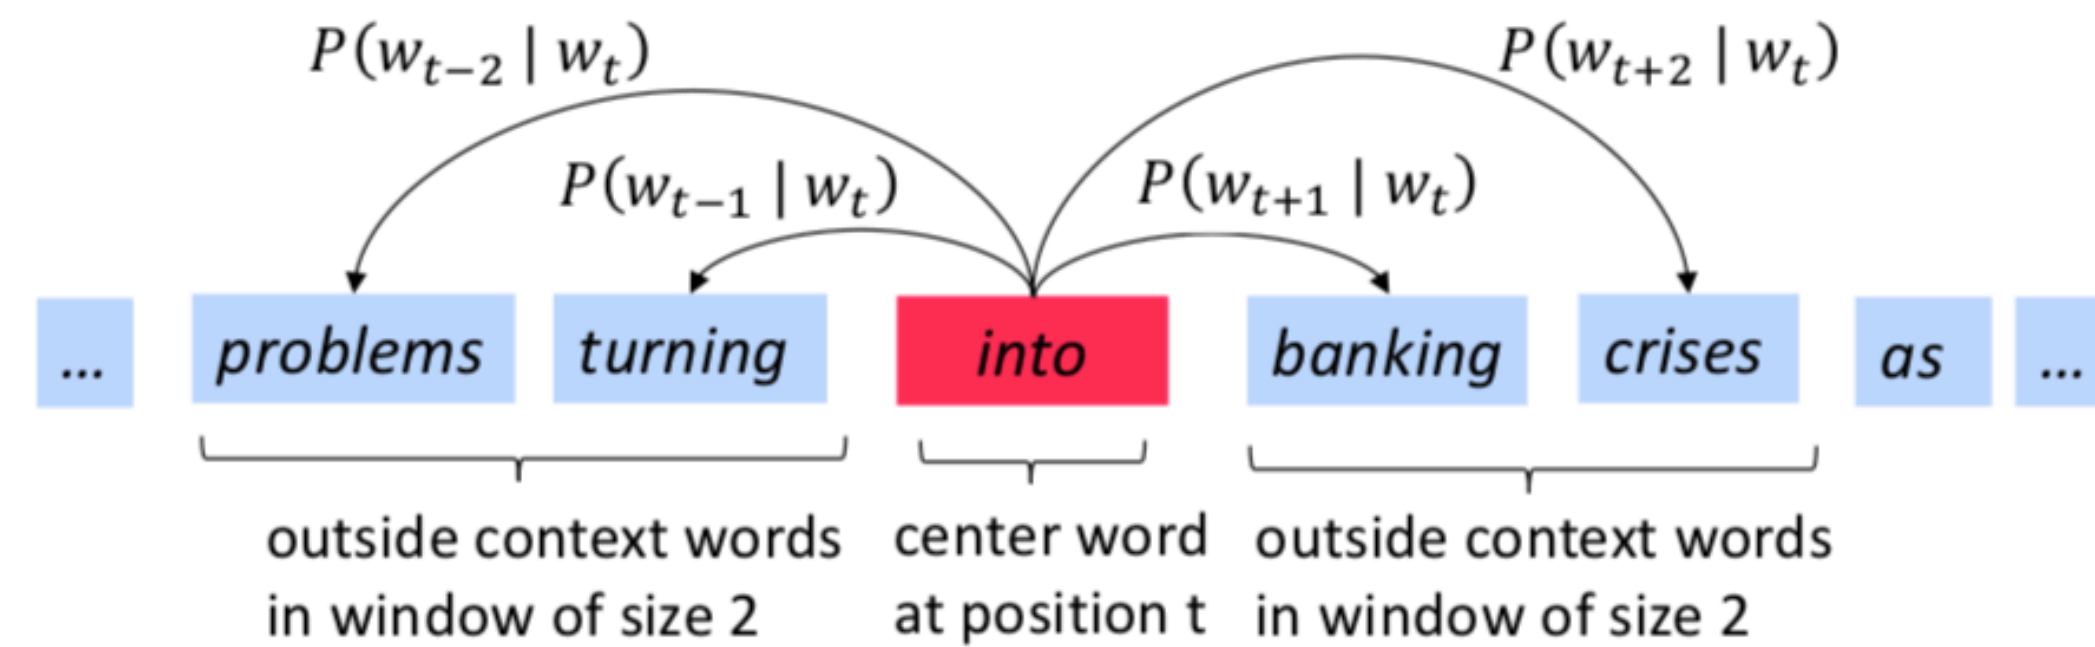 P(w_{t−2} | w_t)
P(w_{t+2} | w_t)
P(w_{t−1} | w_t)
P(w_{t+1} | w_t)
... problems turning into banking crises as ...
outside context words
in window of size 2
center word
at position t
outside context words
in window of size 2